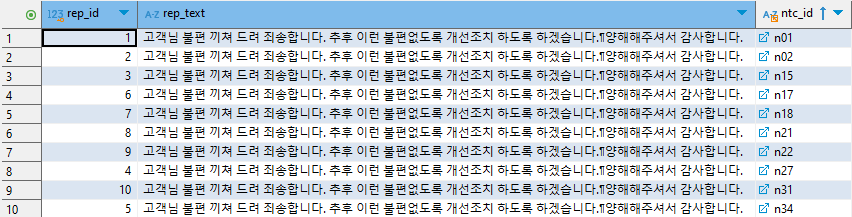 123 rep_id A-Z rep_text A-Z ntc_id
1 1 고객님 불편 끼쳐 드려 죄송합니다. 추후 이런 불편없도록 개선조치 하도록 하겠습니다.¶양해해주셔서 감사합니다. n01
2 2 고객님 불편 끼쳐 드려 죄송합니다. 추후 이런 불편없도록 개선조치 하도록 하겠습니다.¶양해해주셔서 감사합니다. n02
3 3 고객님 불편 끼쳐 드려 죄송합니다. 추후 이런 불편없도록 개선조치 하도록 하겠습니다.¶양해해주셔서 감사합니다. n15
4 6 고객님 불편 끼쳐 드려 죄송합니다. 추후 이런 불편없도록 개선조치 하도록 하겠습니다.¶양해해주셔서 감사합니다. n17
5 7 고객님 불편 끼쳐 드려 죄송합니다. 추후 이런 불편없도록 개선조치 하도록 하겠습니다.¶양해해주셔서 감사합니다. n18
6 8 고객님 불편 끼쳐 드려 죄송합니다. 추후 이런 불편없도록 개선조치 하도록 하겠습니다.¶양해해주셔서 감사합니다. n21
7 9 고객님 불편 끼쳐 드려 죄송합니다. 추후 이런 불편없도록 개선조치 하도록 하겠습니다.¶양해해주셔서 감사합니다. n22
8 4 고객님 불편 끼쳐 드려 죄송합니다. 추후 이런 불편없도록 개선조치 하도록 하겠습니다.¶양해해주셔서 감사합니다. n27
9 10 고객님 불편 끼쳐 드려 죄송합니다. 추후 이런 불편없도록 개선조치 하도록 하겠습니다.¶양해해주셔서 감사합니다. n31
10 5 고객님 불편 끼쳐 드려 죄송합니다. 추후 이런 불편없도록 개선조치 하도록 하겠습니다.¶양해해주셔서 감사합니다. n34